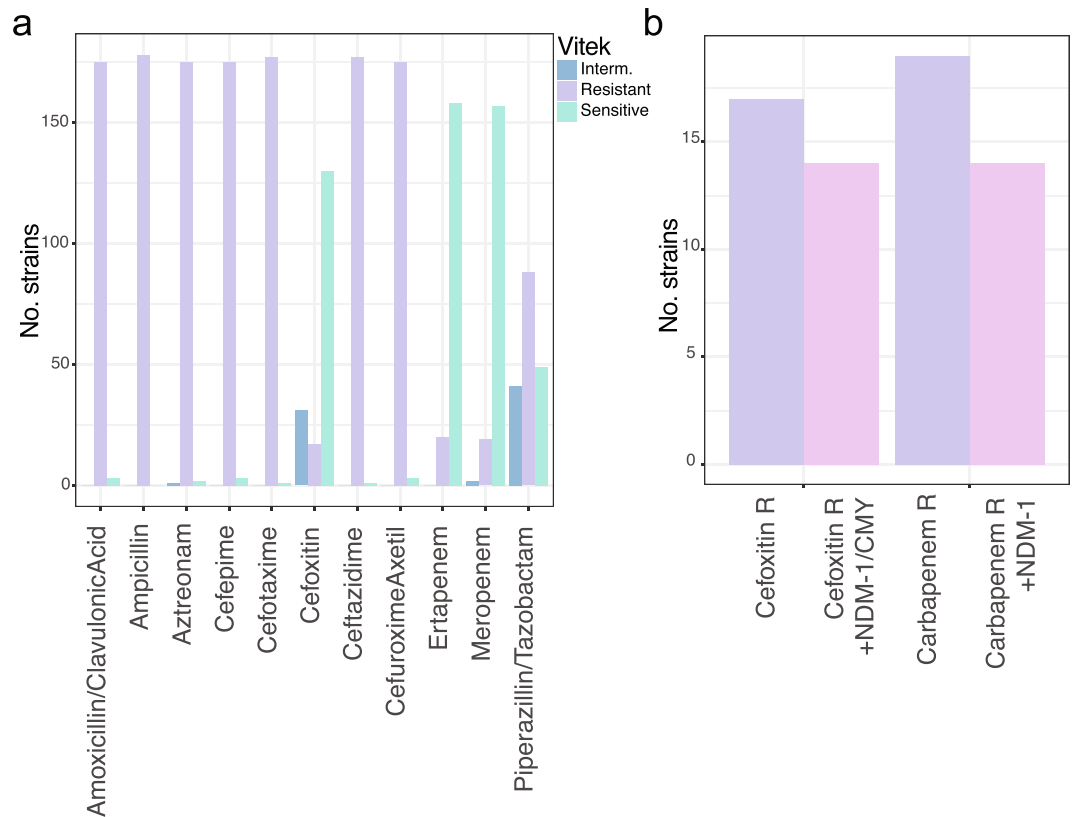 a
Vitek
Interm.
Resistant
Sensitive
No. strains
150
100
50
0
Amoxicillin/ClavulonicAcid
Ampicillin
Aztreonam
Cefepime
Cefotaxime
Cefoxitin
Ceftazidime
CefuroximeAxetil
Ertapenem
Meropenem
Piperazillin/Tazobactam
b
No. strains
15
10
5
0
Cefoxitin R
Cefoxitin R
+NDM-1/CMY
Carbapenem R
Carbapenem R
+NDM-1